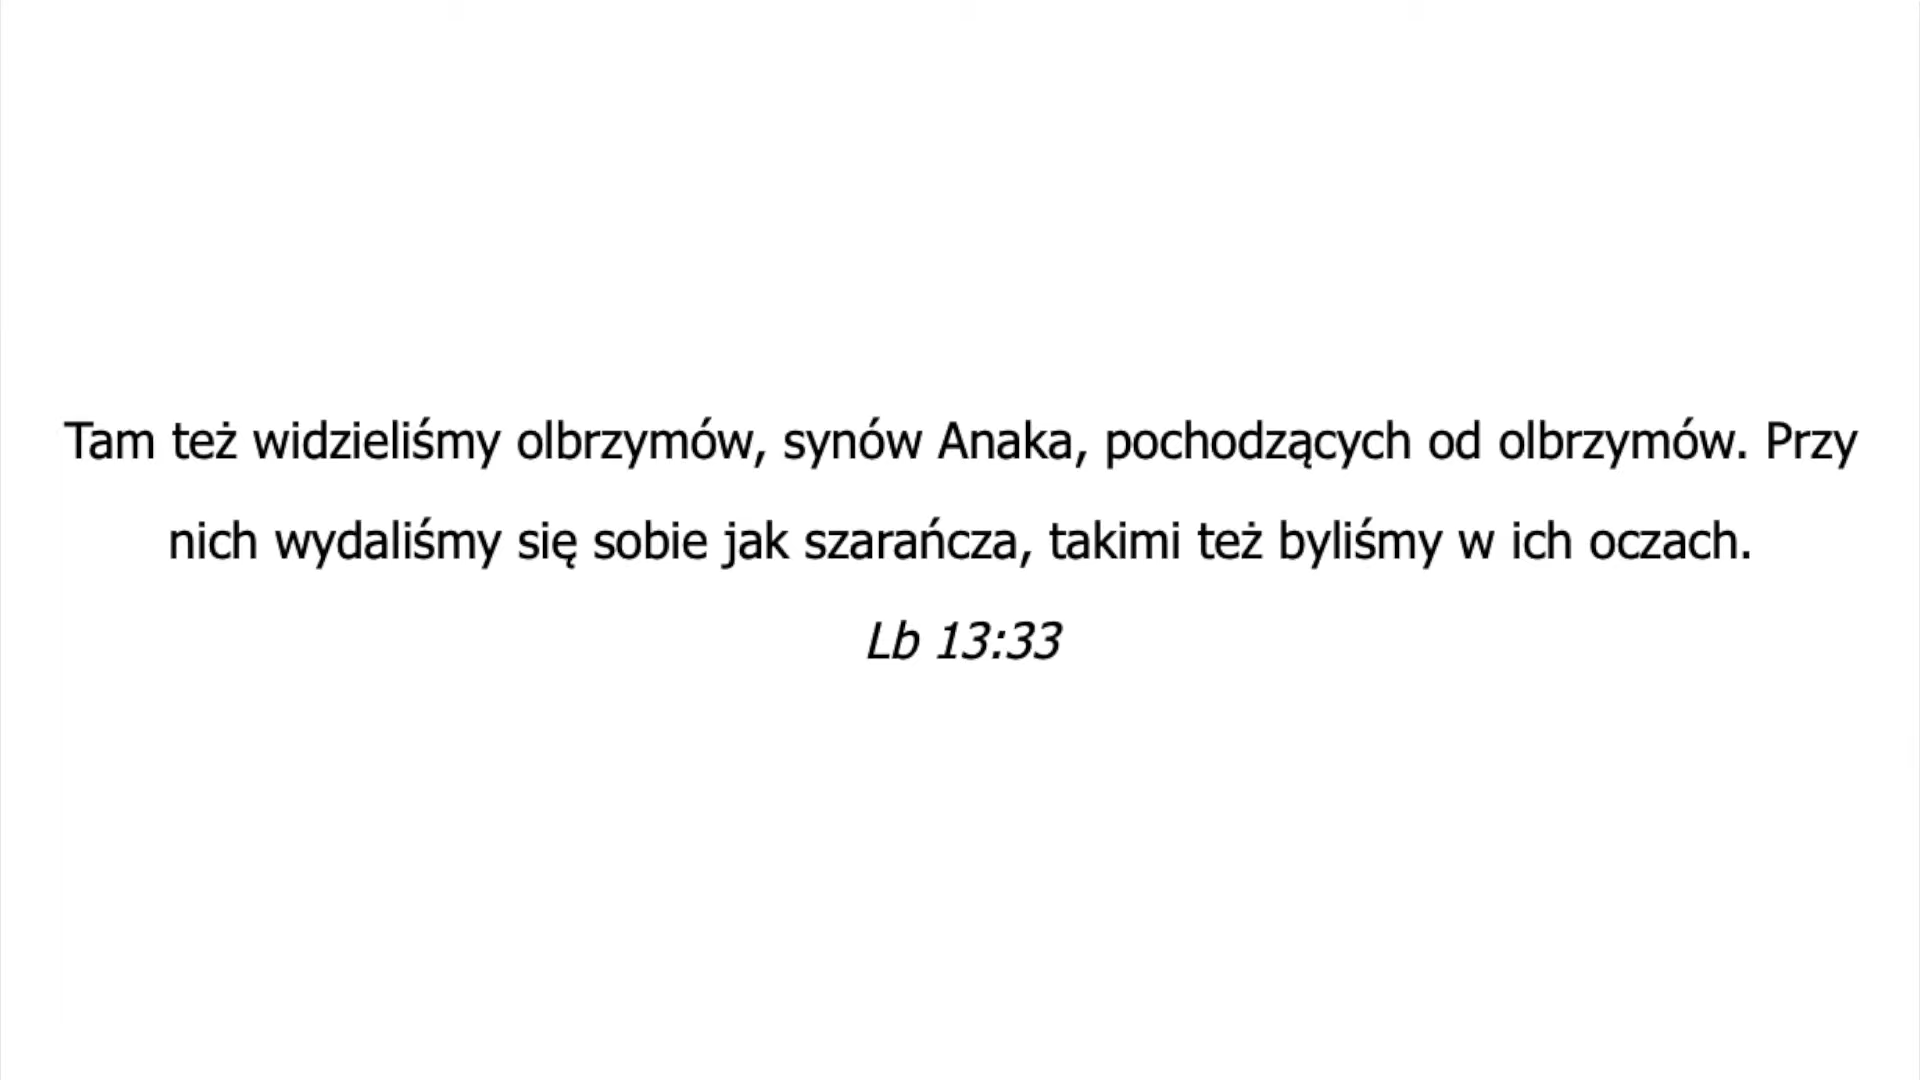 Tam też widzieliśmy olbrzymów, synów Anaka, pochodzących od olbrzymów. Przy
nich wydaliśmy się sobie jak szarańcza, takimi też byliśmy w ich oczach.
Lb 13:33